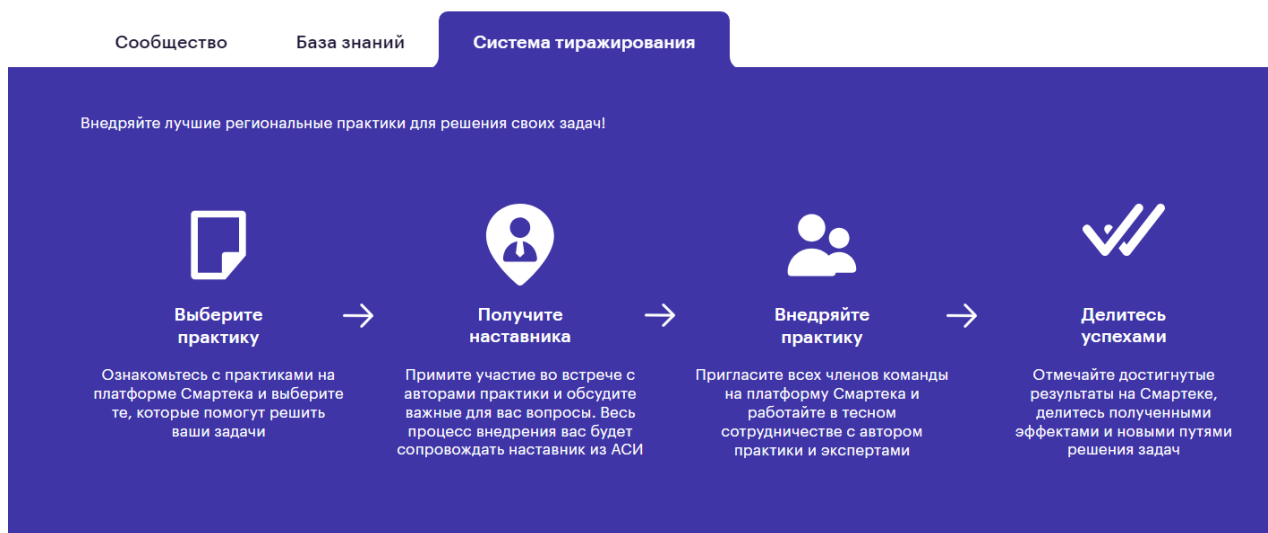 Сообщество
База знаний
Система тиражирования
Внедряйте лучшие региональные практики для решения своих задач!
Выберите
практику
Ознакомьтесь с практиками на
платформе Смартека и выберите
те, которые помогут решить
ваши задачи
Получите
наставника
Примите участие во встрече с
авторами практики и обсудите
важные для вас вопросы. Весь
процесс внедрения вас будет
сопровождать наставник из АСИ
Внедряйте
практику
Пригласите всех членов команды
на платформу Смартека и
работайте в тесном
сотрудничестве с автором
практики и экспертами
Делитесь
успехами
Отмечайте достигнутые
результаты на Смартеке,
делитесь полученными
эффектами и новыми путями
решения задач